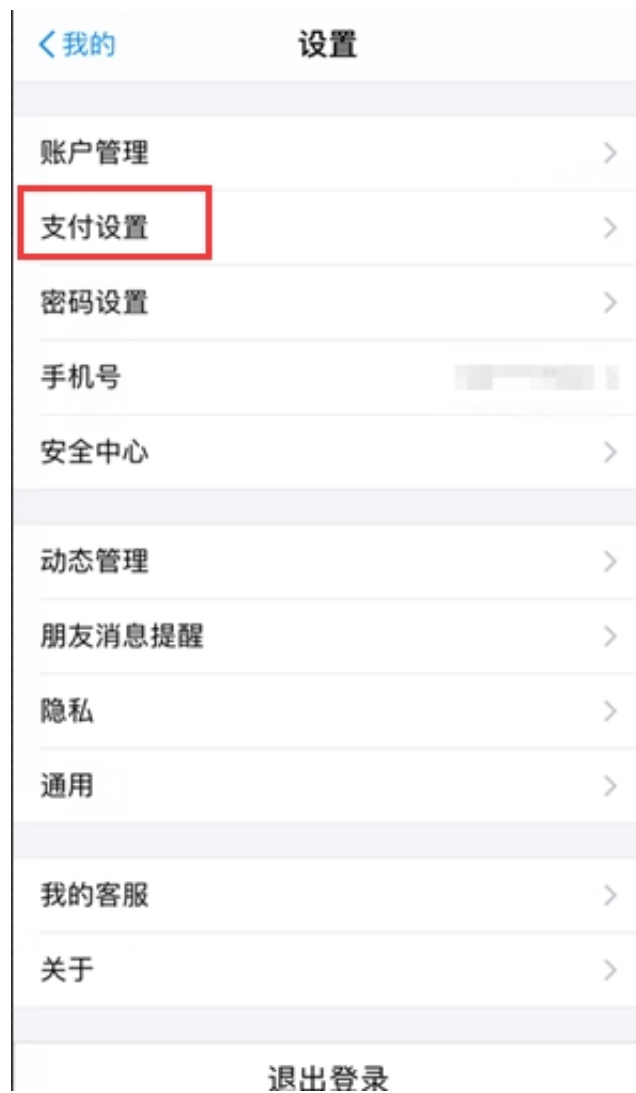 我的 设置
账户管理
支付设置
密码设置
手机号
安全中心
动态管理
朋友消息提醒
隐私
通用
我的客服
关于
退出登录